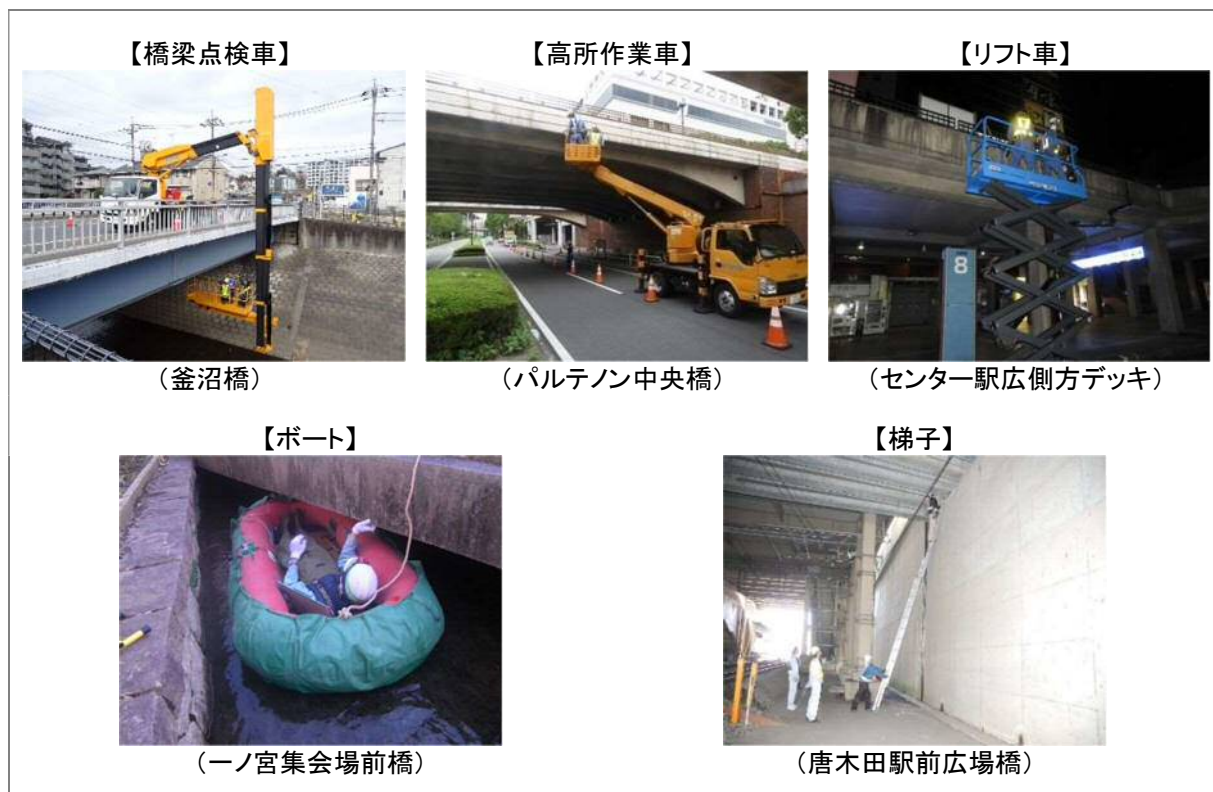 【橋梁点検車】
【高所作業車】
【リフト車】
（釜沼橋）
（パルテノン中央橋）
8
（センター駅広側方デッキ）
【ボート】
【梯子】
（一ノ宮集会場前橋）
（唐木田駅前広場橋）